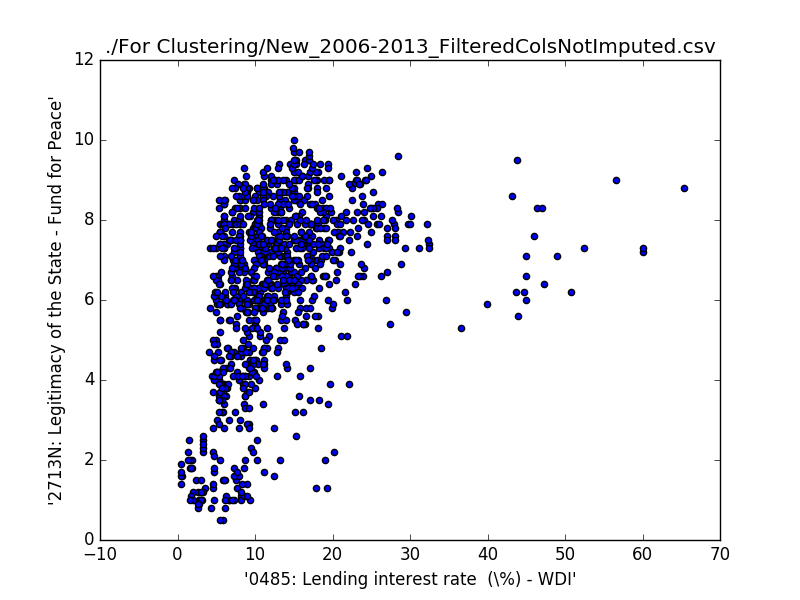 ./For Clustering/New_2006-2013_FilteredColsNotImputed.csv
'2713N: Legitimacy of the State - Fund for Peace'
12
10
8
6
4
2
0
−10 0 10 20 30 40 50 60 70
'0485: Lending interest rate  (\%) - WDI'